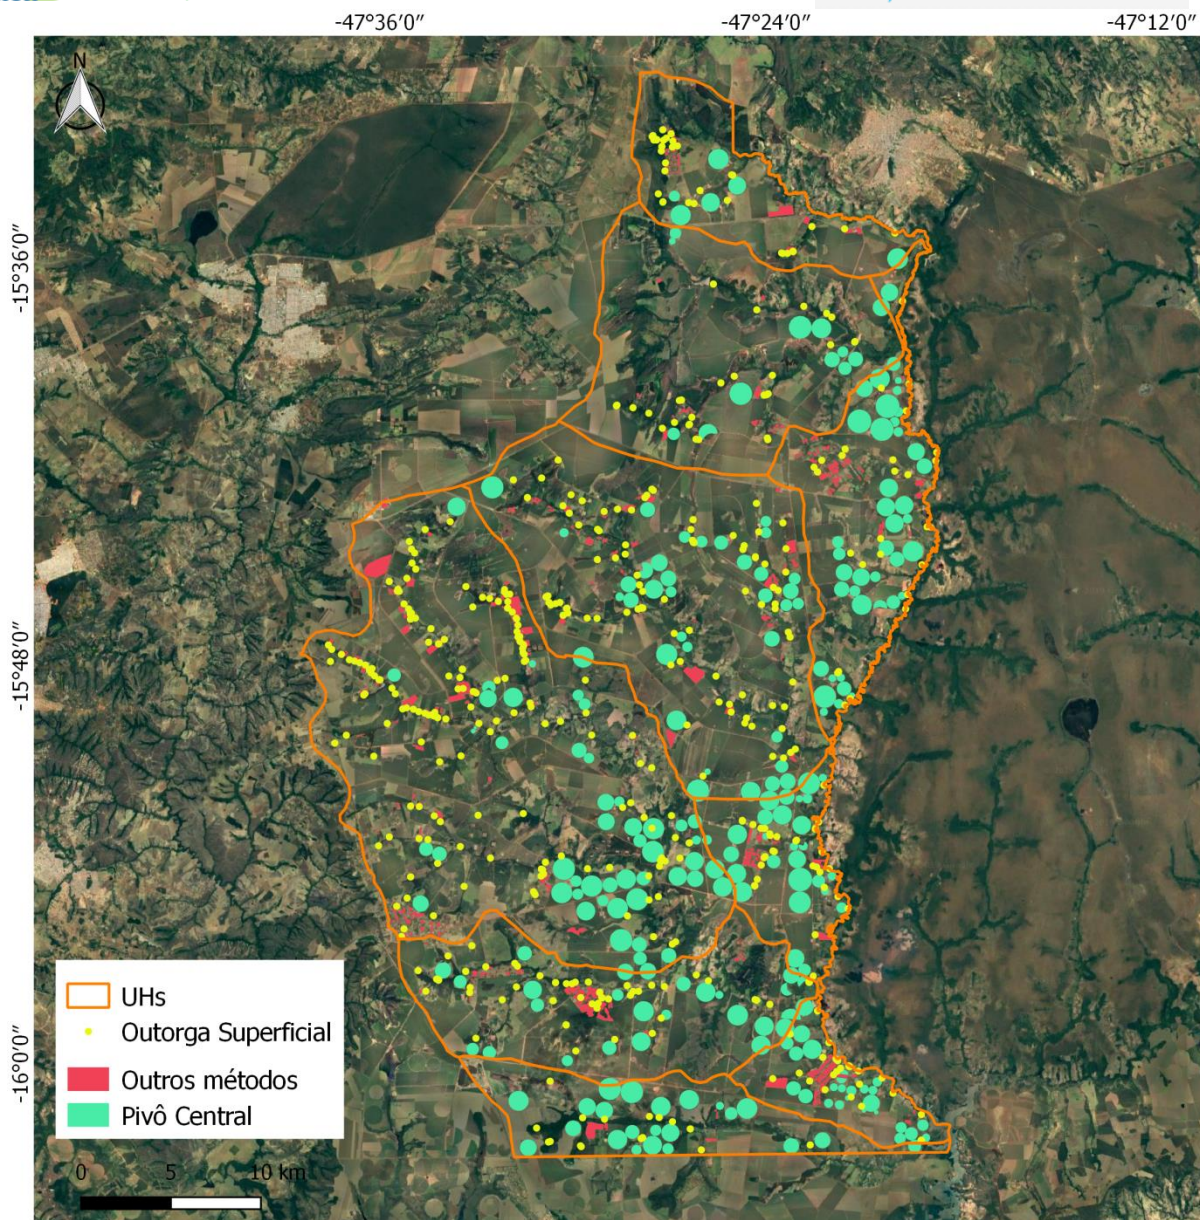 -47°36′0″
-47°24′0″
-47°12′0″
N
-15°36′0″
-15°48′0″
-16°0′0″
UHs
Outorga Superficial
Outros métodos
Pivô Central
0 5 10 km